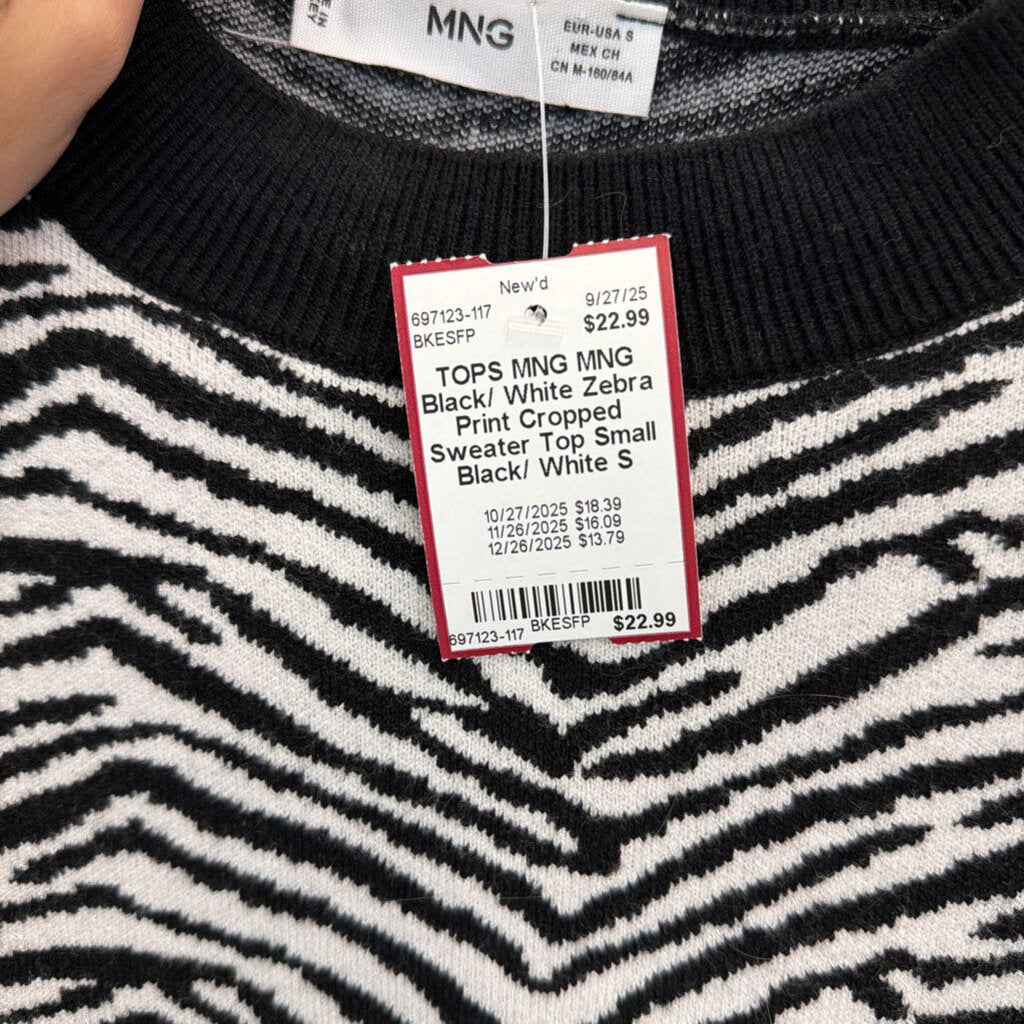 MNG
EUR-USA S
MEX CH
CN M-160/84A
New'd
697123-117
BKESFP
9/27/25
$22.99
TOPS MNG MNG
Black/ White Zebra
Print Cropped
Sweater Top Small
Black/ White S
10/27/2025 $18.39
11/26/2025 $16.09
12/26/2025 $13.79
697123-117 BKESFP $22.99